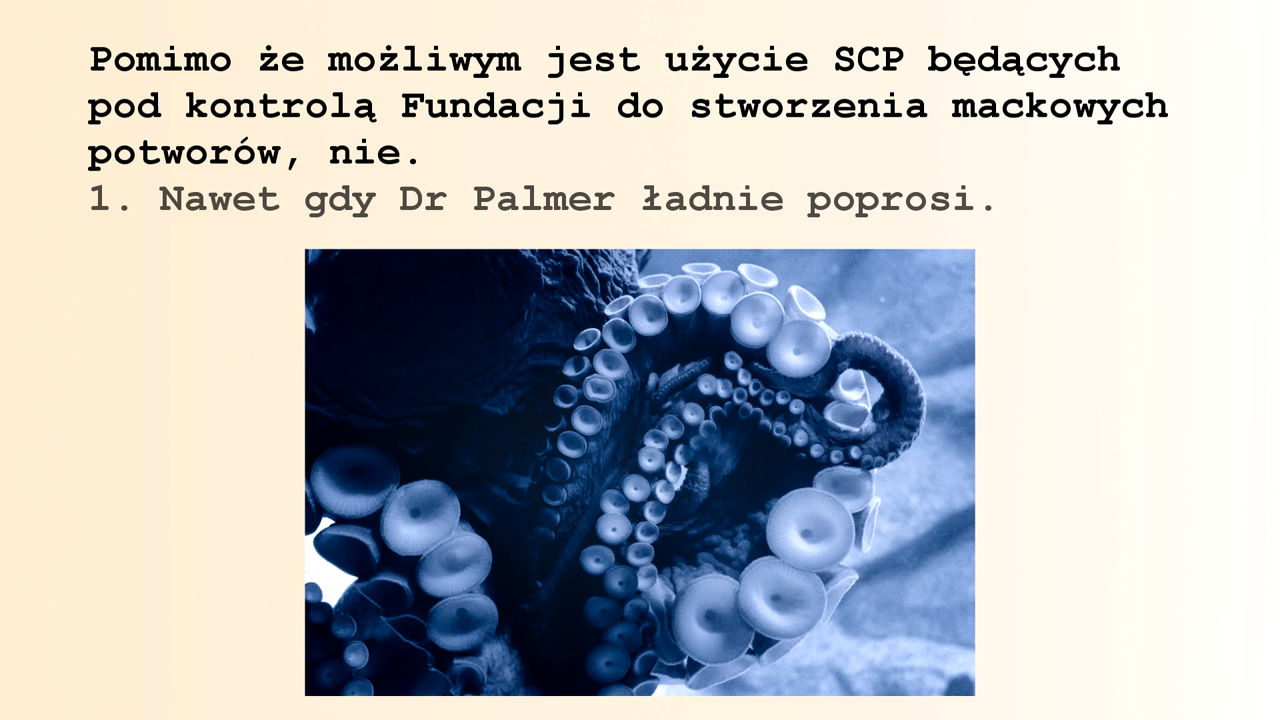 Pomimo że możliwym jest użycie SCP będących
pod kontrolą Fundacji do stworzenia mackowych
potworów, nie.
1. Nawet gdy Dr Palmer ładnie poprosi.